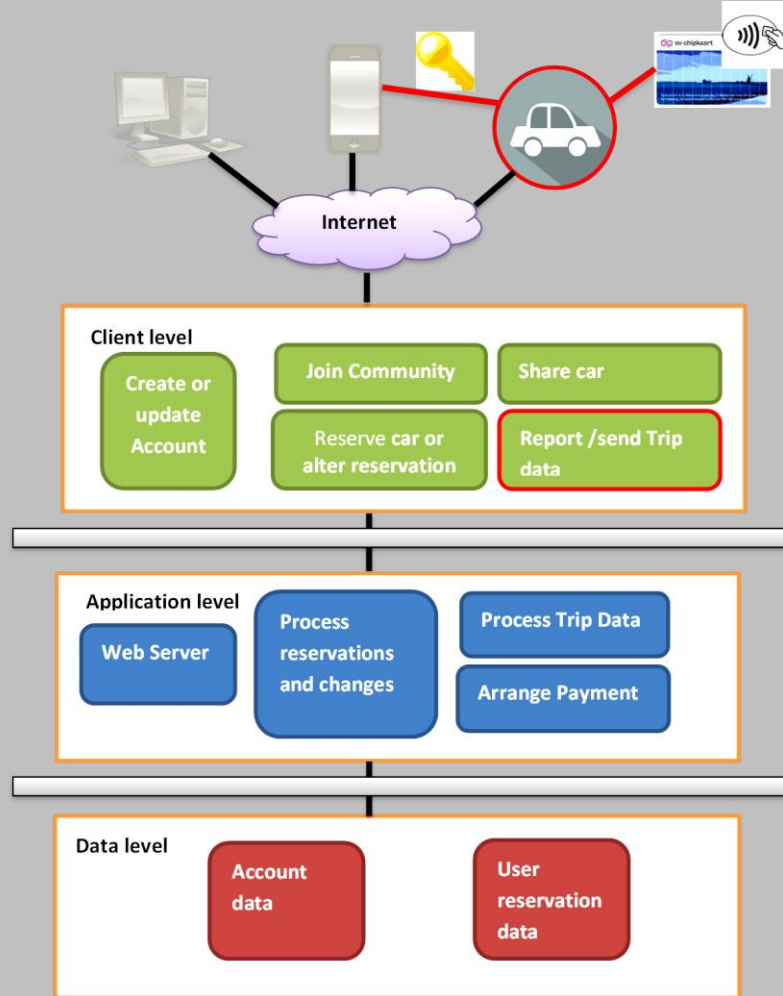 ov-chipkaart
Internet
Client level
Create or
update
Account
Join Community
Share car
Reserve car or
alter reservation
Report /send Trip
data
Application level
Web Server
Process
reservations
and changes
Process Trip Data
Arrange Payment
Data level
Account
data
User
reservation
data